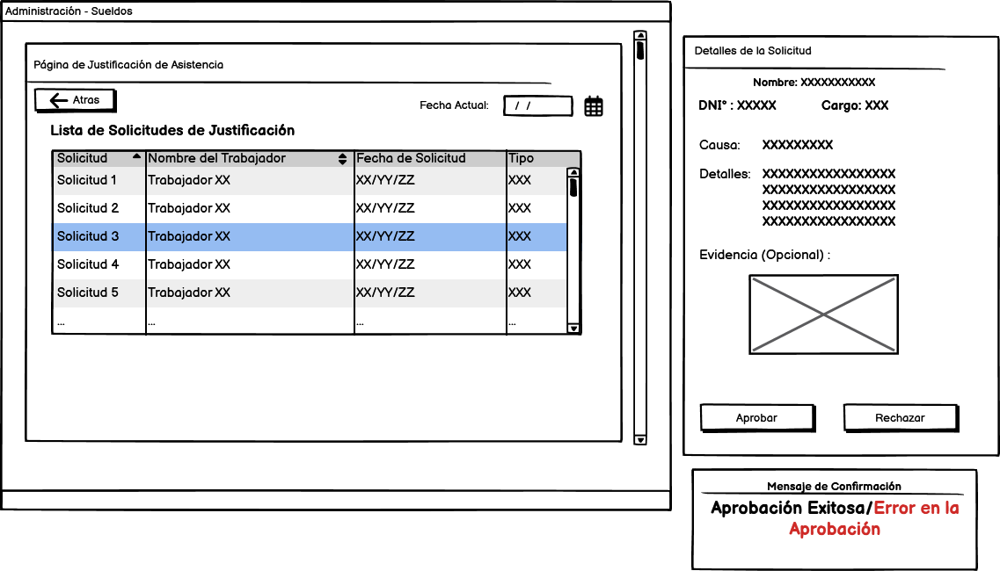 Administración - Sueldos
Página de Justificación de Asistencia
Atras
Fecha Actual: / /
Lista de Solicitudes de Justificación
Solicitud Nombre del Trabajador Fecha de Solicitud Tipo
Solicitud 1 Trabajador XX XX/YY/ZZ XXX
Solicitud 2 Trabajador XX XX/YY/ZZ XXX
Solicitud 3 Trabajador XX XX/YY/ZZ XXX
Solicitud 4 Trabajador XX XX/YY/ZZ XXX
Solicitud 5 Trabajador XX XX/YY/ZZ XXX
... ... ... ...
Detalles de la Solicitud
Nombre: XXXXXXXXXXX
DNI° : XXXXX Cargo: XXX
Causa: XXXXXXXXX
Detalles: XXXXXXXXXXXXXXXXX
XXXXXXXXXXXXXXXXX
XXXXXXXXXXXXXXXXX
XXXXXXXXXXXXXXXXX
Evidencia (Opcional) :
Aprobar Rechazar
Mensaje de Confirmación
Aprobación Exitosa/Error en la
Aprobación